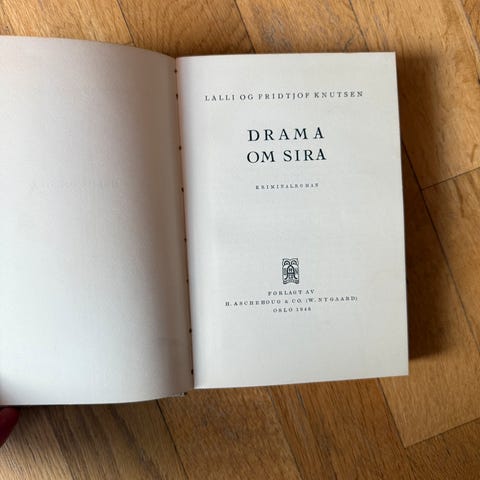 LALLI OG FRIDTJOF KNUTSEN
DRAMA
OM SIRA
KRIMINALROMAN
FORLAGT AV
H. ASCHEHOUG & CO. (W. NYGAARD)
OSLO 1948